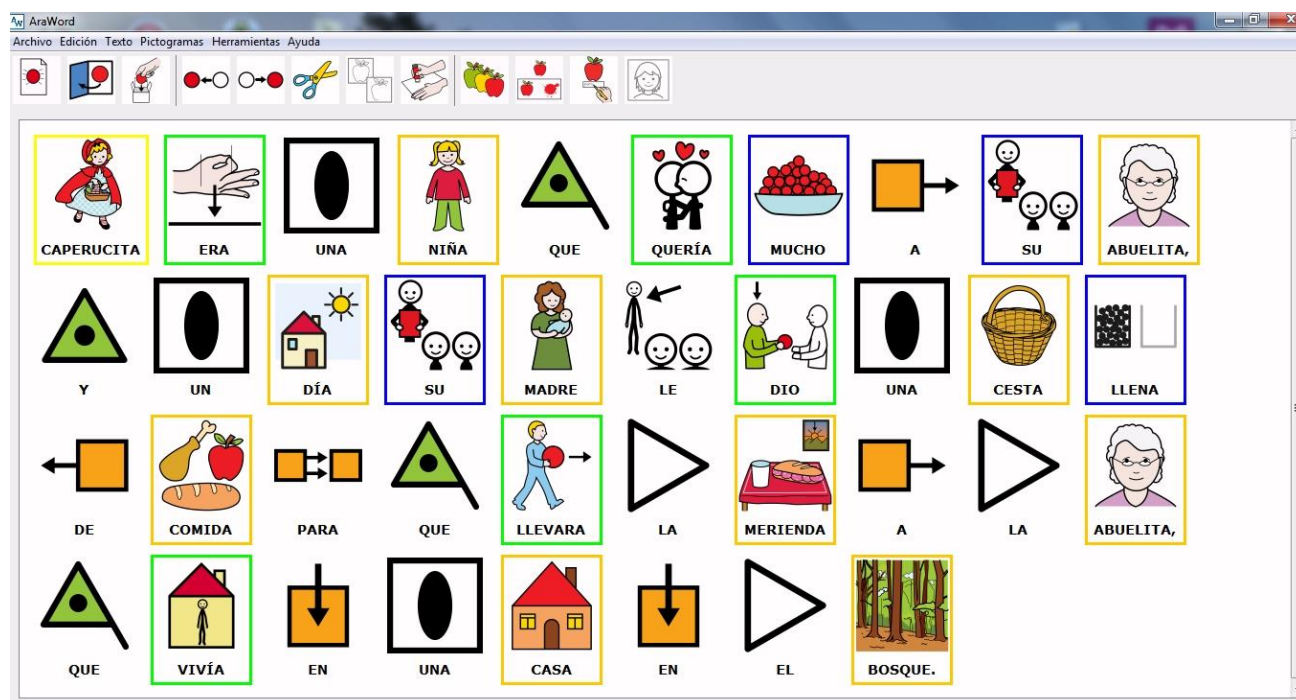 AraWord
Archivo Edición Texto Pictogramas Herramientas Ayuda
CAPERUCITA ERA UNA NIÑA QUE QUERÍA MUCHO A SU ABUELITA,
Y UN DÍA SU MADRE LE DIO UNA CESTA LLENA
DE COMIDA PARA QUE LLEVARA LA MERIENDA A LA ABUELITA,
QUE VIVÍA EN UNA CASA EN EL BOSQUE.